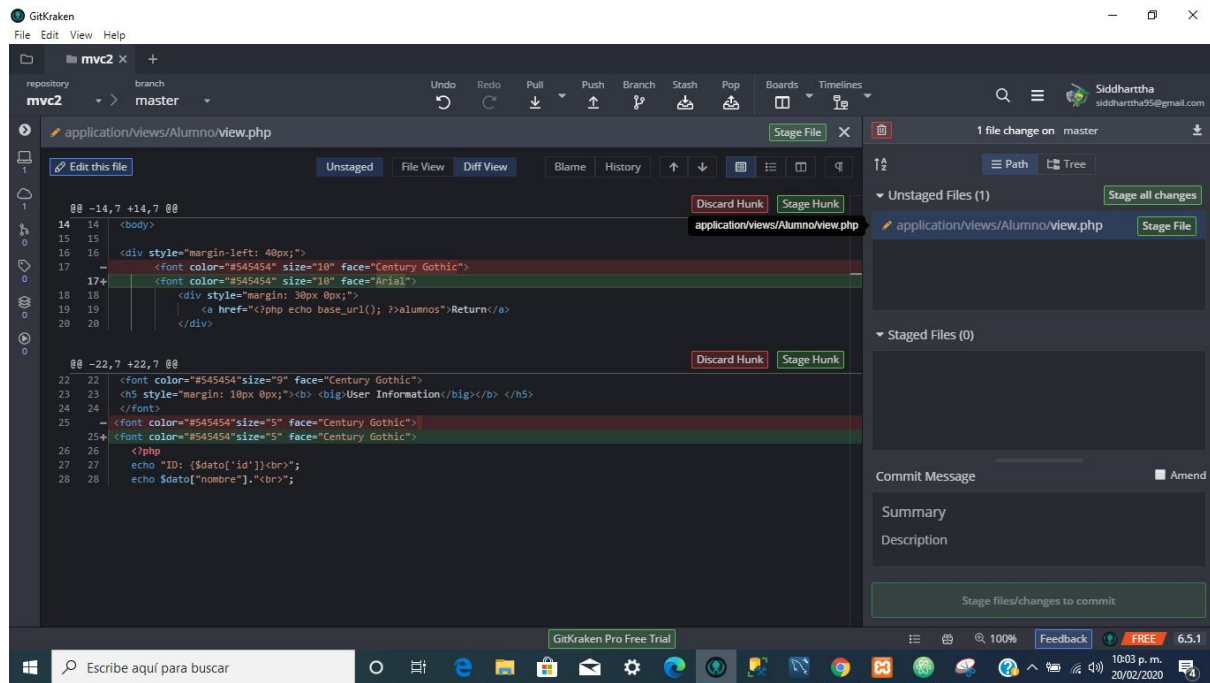 GitKraken
File Edit View Help
mvc2 × +
repository branch
mvc2 > master
Undo Redo Pull Push Branch Stash Pop Boards Timelines
Siddharttha
siddharttha95@gmail.com
application/views/Alumno/view.php Stage File ×
1 file change on master
Edit this file Unstaged File View Diff View Blame History
Path Tree
1
1
0
0
0
0
@@ -14,7 +14,7 @@ Discard Hunk Stage Hunk
application/views/Alumno/view.php
14 14 <body>
15 15
16 16 <div style="margin-left: 40px;">
17 - <font color="#545454" size="10" face="Century Gothic">
17+ <font color="#545454" size="10" face="Arial">
18 18 <div style="margin: 30px 0px;">
19 19 <a href="<?php echo base_url(); ?>alumnos">Return</a>
20 20 </div>
@@ -22,7 +22,7 @@ Discard Hunk Stage Hunk
22 22 <font color="#545454"size="9" face="Century Gothic">
23 23 <h5 style="margin: 10px 0px;"><b> <big>User Information</big></b> </h5>
24 24 </font>
25 - <font color="#545454"size="5" face="Century Gothic">
25+ <font color="#545454"size="5" face="Century Gothic">
26 26 <?php
27 27 echo "ID: {$dato['id']}<br>";
28 28 echo $dato["nombre"]."<br>";
Unstaged Files (1) Stage all changes
application/views/Alumno/view.php Stage File
Staged Files (0)
Commit Message Amend
Summary
Description
Stage files/changes to commit
GitKraken Pro Free Trial 100% Feedback FREE 6.5.1
Escribe aquí para buscar
10:03 p. m.
20/02/2020
4